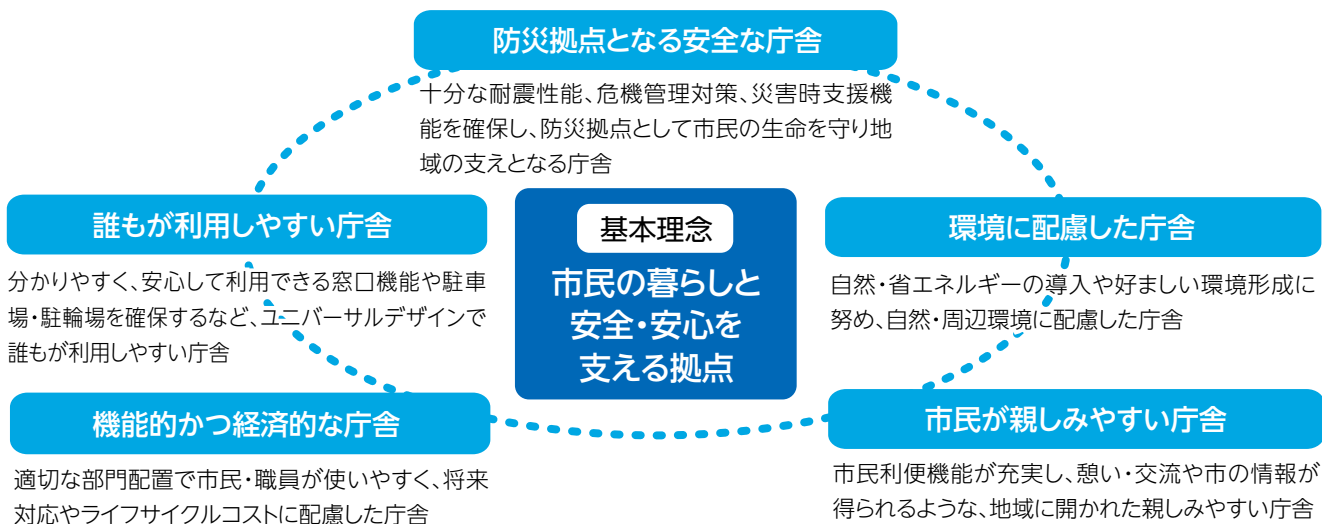 防災拠点となる安全な庁舎
十分な耐震性能、危機管理対策、災害時支援機
能を確保し、防災拠点として市民の生命を守り地
域の支えとなる庁舎
誰もが利用しやすい庁舎
分かりやすく、安心して利用できる窓口機能や駐車
場・駐輪場を確保するなど、ユニバーサルデザインで
誰もが利用しやすい庁舎
基本理念
市民の暮らしと
安全・安心を
支える拠点
環境に配慮した庁舎
自然・省エネルギーの導入や好ましい環境形成に
努め、自然・周辺環境に配慮した庁舎
機能的かつ経済的な庁舎
適切な部門配置で市民・職員が使いやすく、将来
対応やライフサイクルコストに配慮した庁舎
市民が親しみやすい庁舎
市民利便機能が充実し、憩い・交流や市の情報が
得られるような、地域に開かれた親しみやすい庁舎